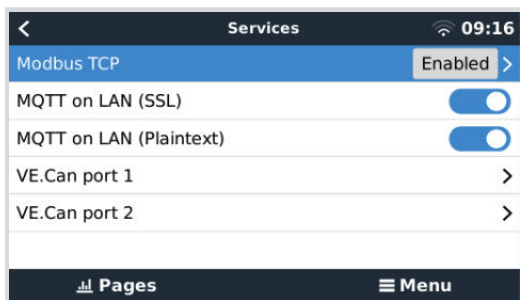 Services 09:16
Modbus TCP Enabled
MQTT on LAN (SSL)
MQTT on LAN (Plaintext)
VE.Can port 1
VE.Can port 2
Pages Menu